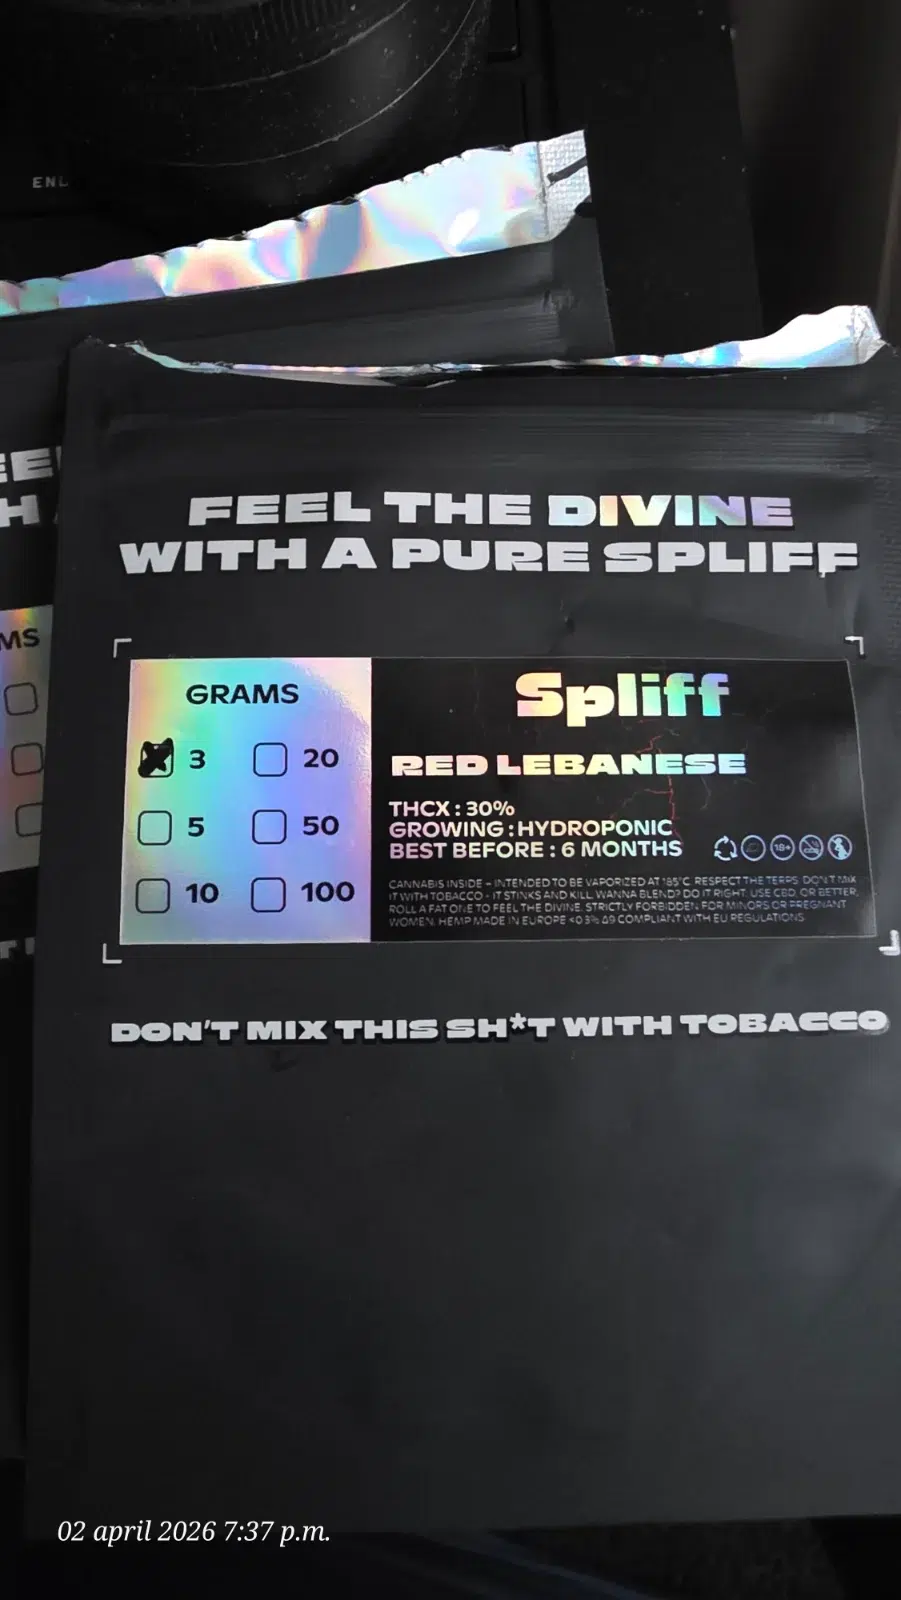 ENL
FEEL THE DIVINE
WITH A PURE SPLIFF
MS
GRAMS
3
20
5
50
10
100
Spliff
RED LEBANESE
THCX : 30%
GROWING : HYDROPONIC
BEST BEFORE : 6 MONTHS
18+
CANNABIS INSIDE - INTENDED TO BE VAPORIZED AT 185°C. RESPECT THE TERPS. DON'T MIX
IT WITH TOBACCO - IT STINKS AND KILL. WANNA BLEND? DO IT RIGHT. USE CBD. OR BETTER,
ROLL A FAT ONE TO FEEL THE DIVINE. STRICTLY FORBIDDEN FOR MINORS OR PREGNANT
WOMEN. HEMP MADE IN EUROPE <0.3% Δ9 COMPLIANT WITH EU REGULATIONS
DON'T MIX THIS SH*T WITH TOBACCO
02 april 2026 7:37 p.m.